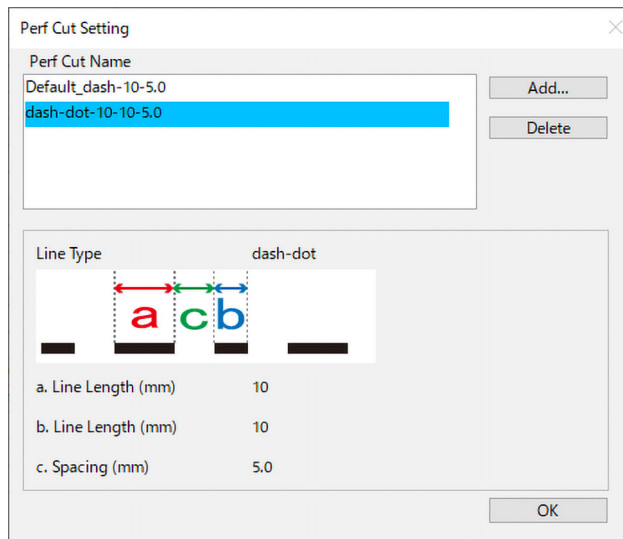 Perf Cut Setting
Perf Cut Name
Default_dash-10-5.0
dash-dot-10-10-5.0
Add...
Delete
Line Type dash-dot
a c b
a. Line Length (mm) 10
b. Line Length (mm) 10
c. Spacing (mm) 5.0
OK